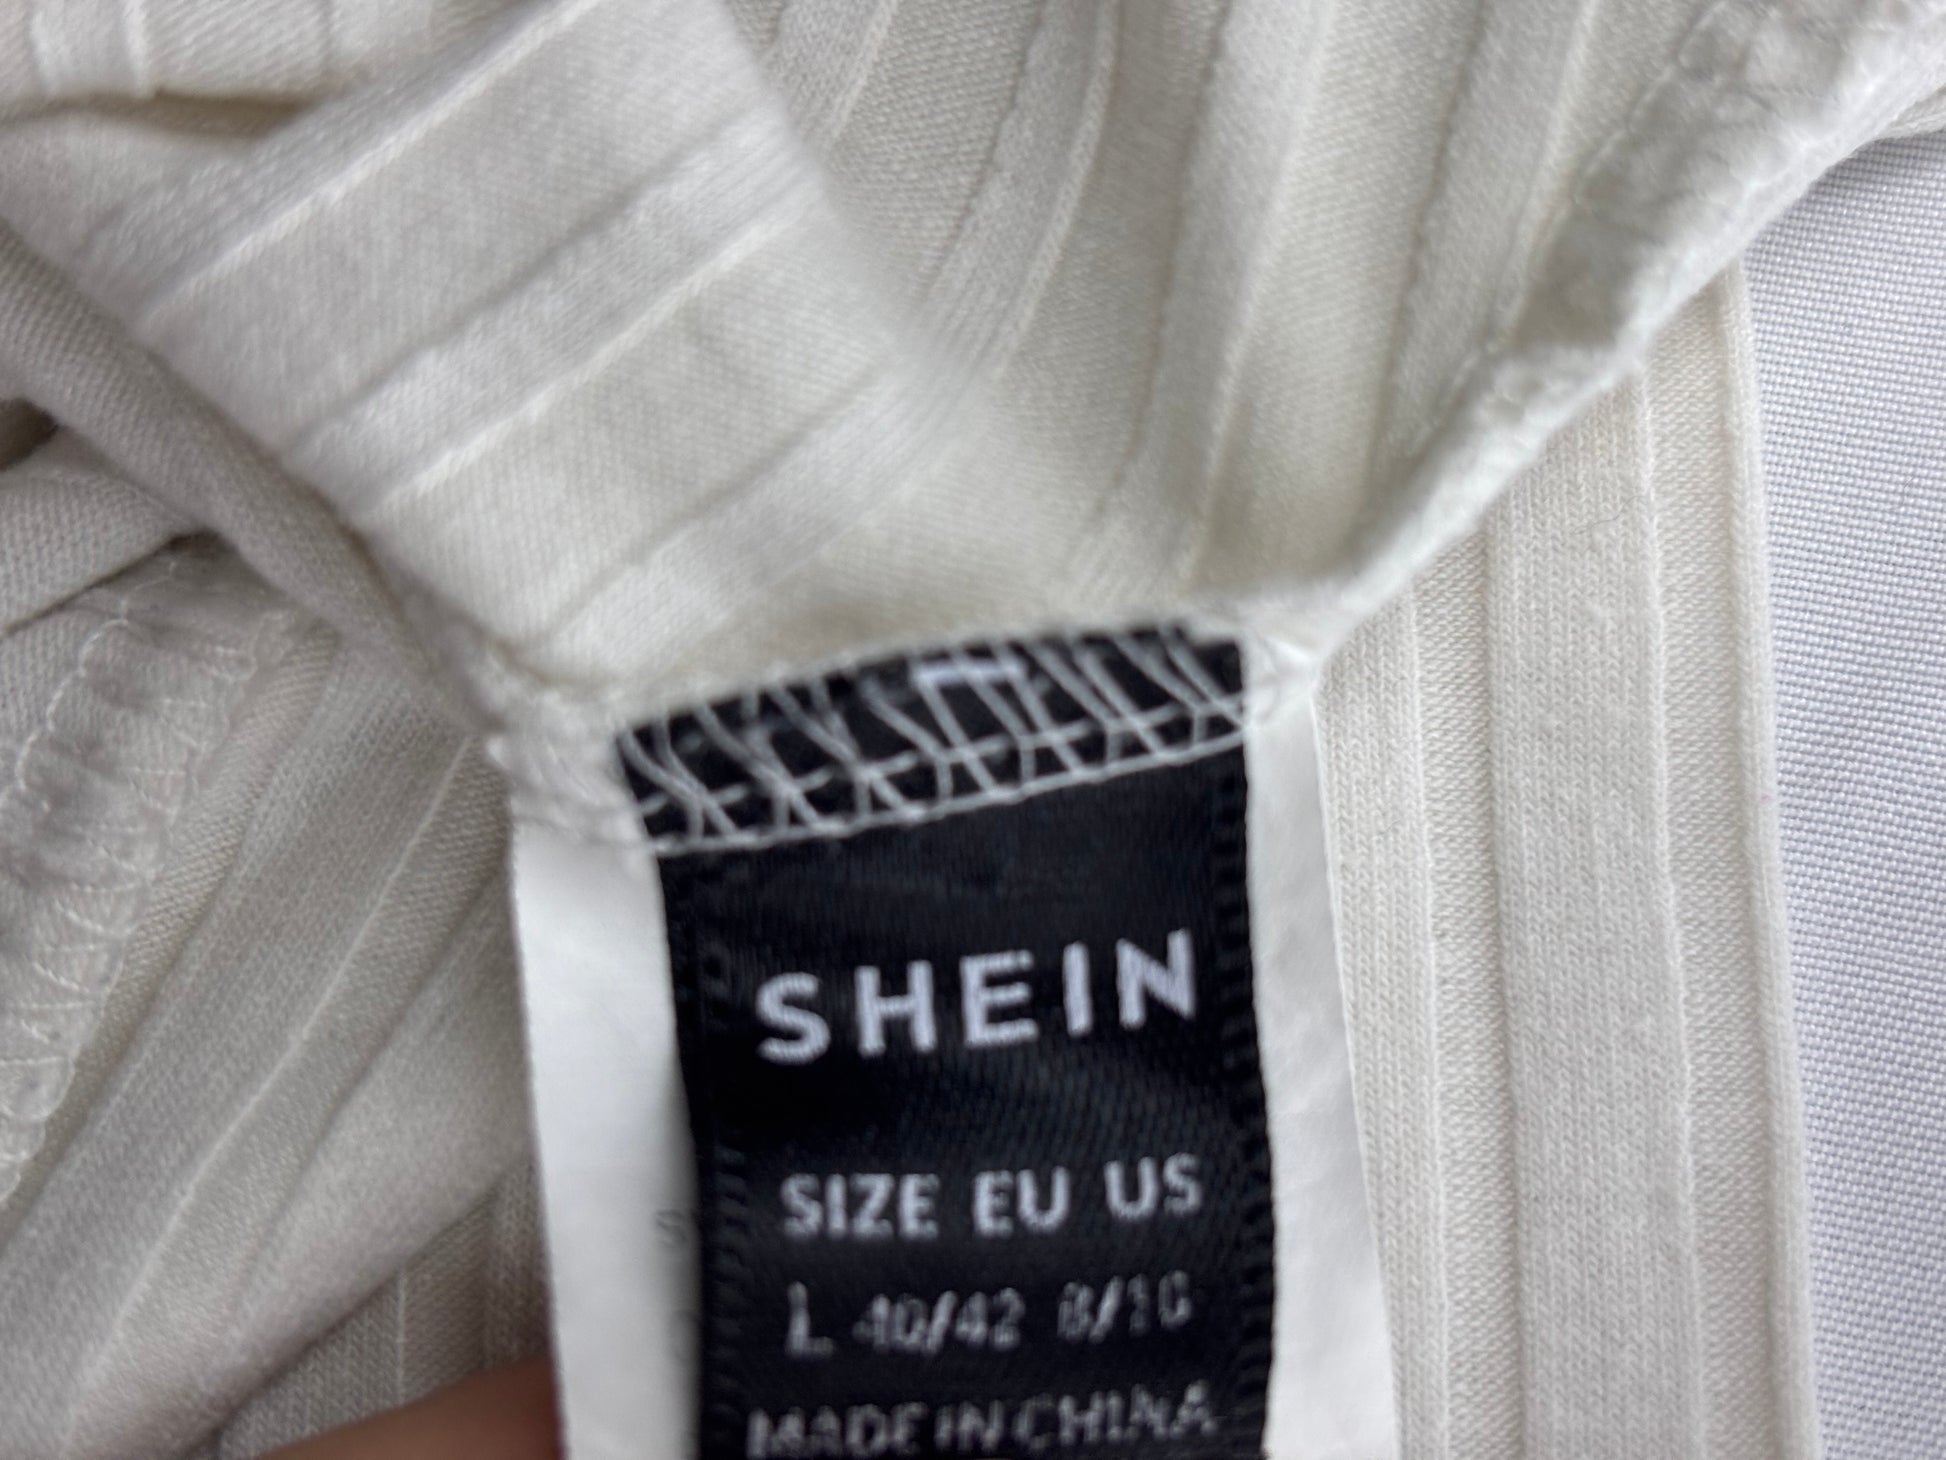 SHEIN
SIZE EU US
L 40/42 8/10
MADE IN CHINA